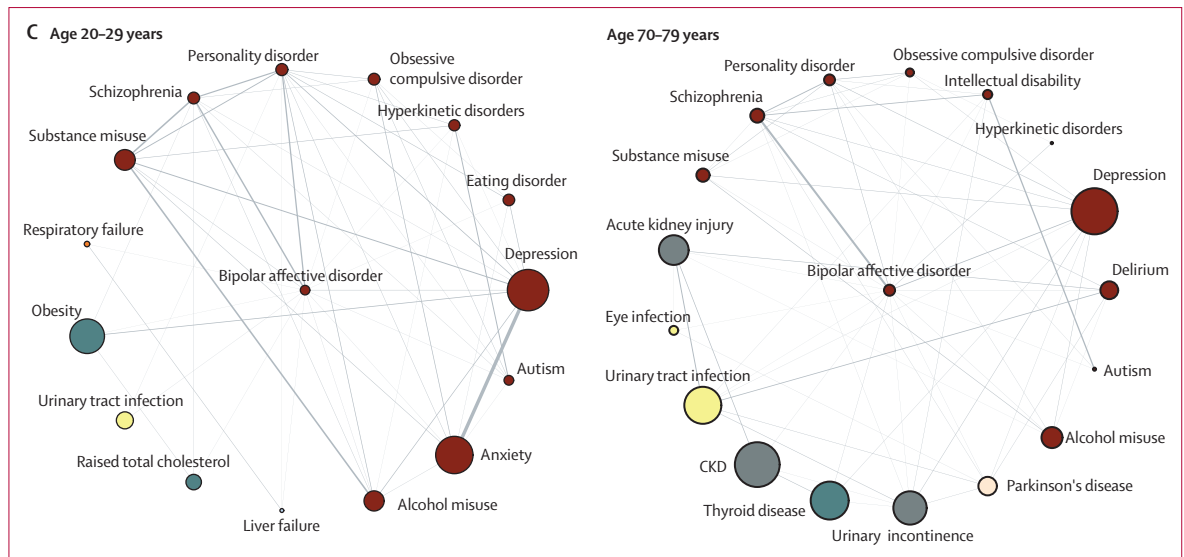 C Age 20–29 years
Personality disorder
Obsessive
compulsive disorder
Schizophrenia
Hyperkinetic disorders
Substance misuse
Eating disorder
Respiratory failure
Depression
Bipolar affective disorder
Obesity
Autism
Urinary tract infection
Anxiety
Raised total cholesterol
Alcohol misuse
Liver failure
Age 70–79 years
Obsessive compulsive disorder
Personality disorder
Intellectual disability
Schizophrenia
Hyperkinetic disorders
Substance misuse
Depression
Acute kidney injury
Bipolar affective disorder
Delirium
Eye infection
Autism
Urinary tract infection
Alcohol misuse
CKD
Parkinson's disease
Thyroid disease
Urinary incontinence